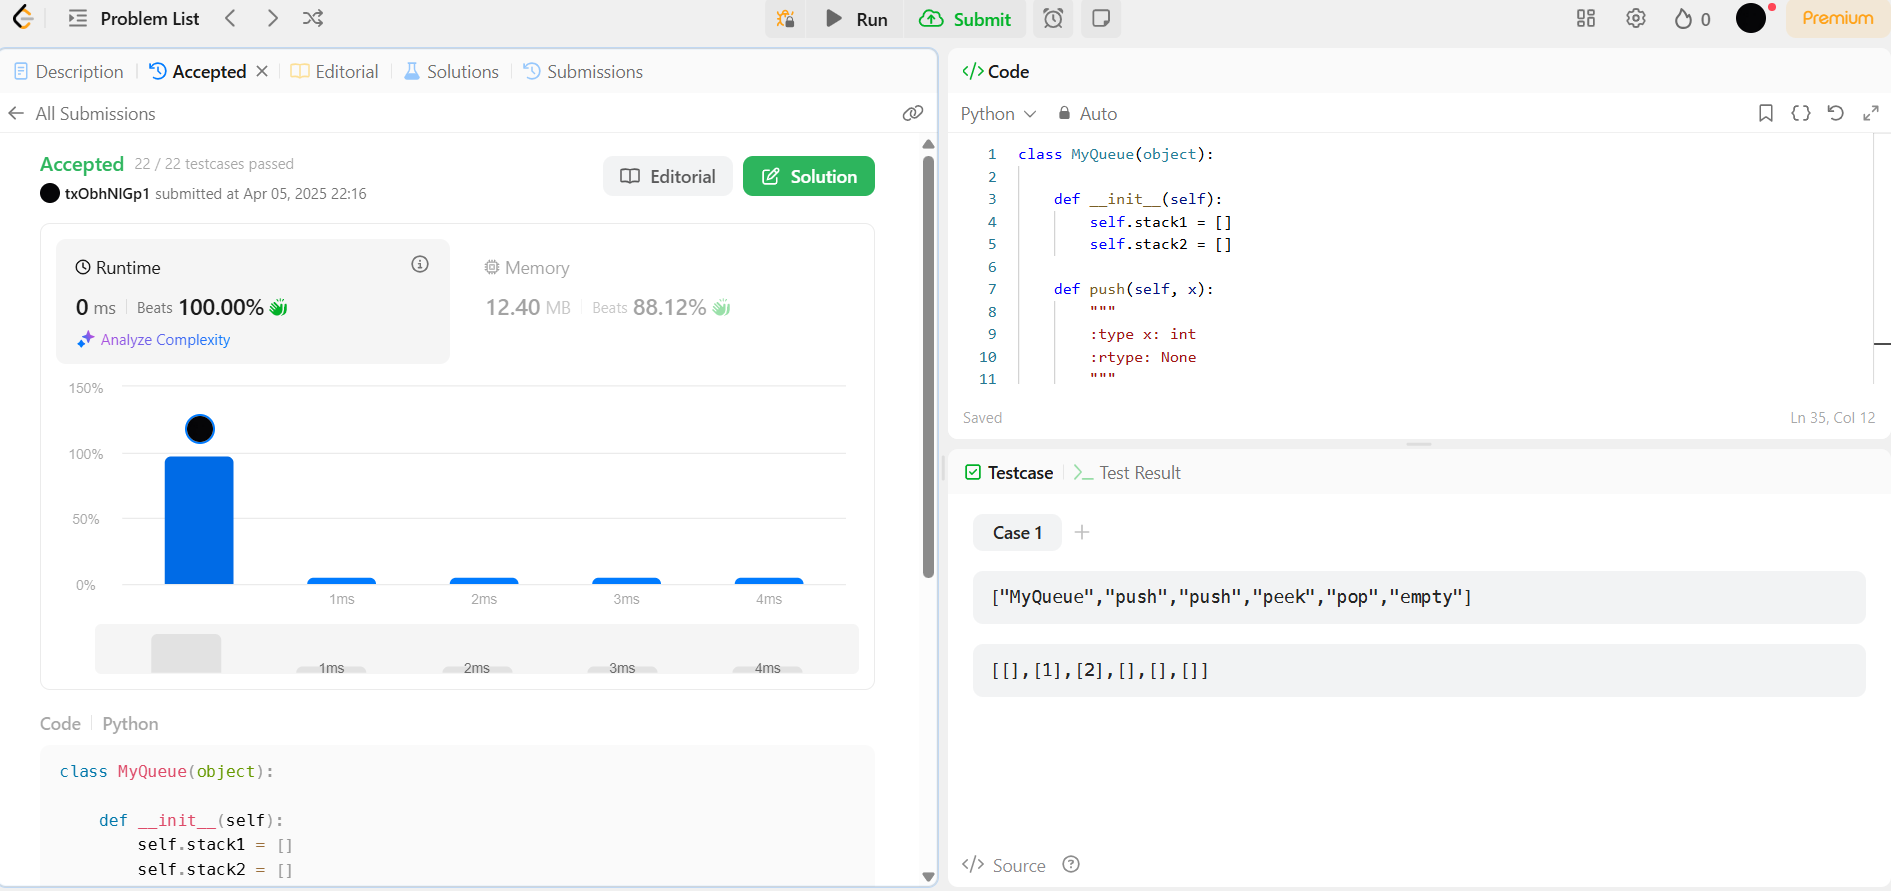 Problem List
Run
Submit
0
Premium
Description
Accepted
Editorial
Solutions
Submissions
All Submissions
Accepted 22 / 22 testcases passed
txObhNlGp1 submitted at Apr 05, 2025 22:16
Editorial
Solution
Runtime
0 ms Beats 100.00%
Analyze Complexity
Memory
12.40 MB Beats 88.12%
150%
100%
50%
0%
1ms 2ms 3ms 4ms
1ms 2ms 3ms 4ms
Code Python
class MyQueue(object):
def __init__(self):
self.stack1 = []
self.stack2 = []
Code
Python Auto
1 class MyQueue(object):
2
3 def __init__(self):
4 self.stack1 = []
5 self.stack2 = []
6
7 def push(self, x):
8 """
9 :type x: int
10 :rtype: None
11 """
Saved Ln 35, Col 12
Testcase
Test Result
Case 1
["MyQueue","push","push","peek","pop","empty"]
[[],[1],[2],[],[],[]]
Source